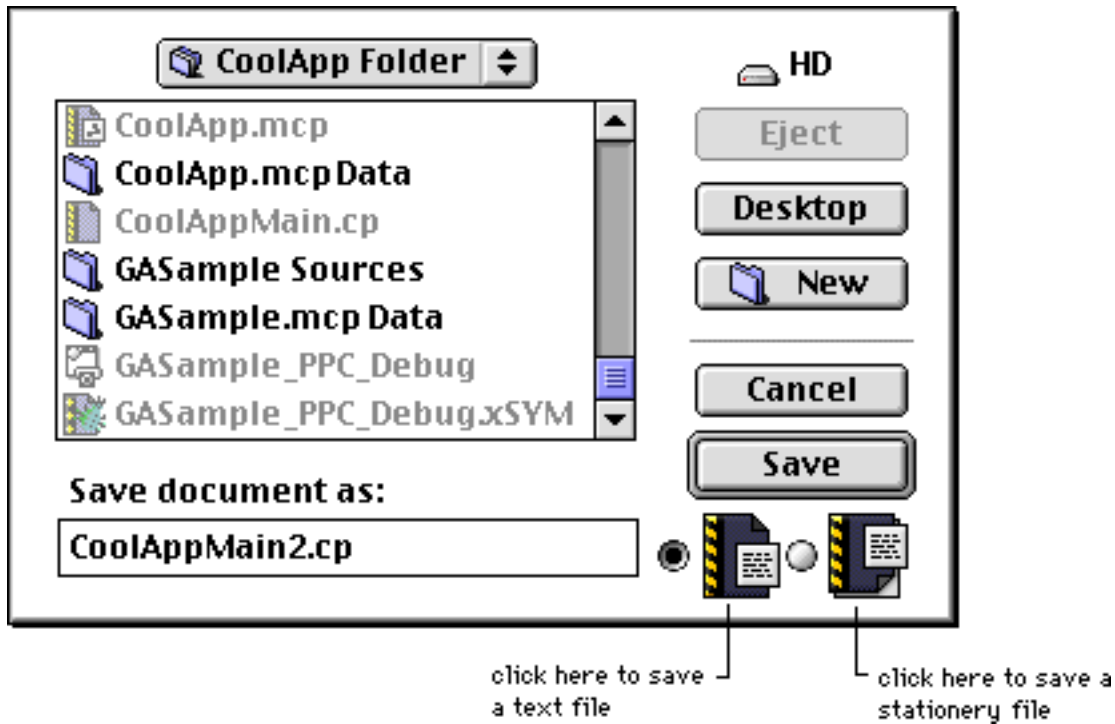 CoolApp Folder
HD
CoolApp.mcp
CoolApp.mcp Data
CoolAppMain.cp
GASample Sources
GASample.mcp Data
GASample_PPC_Debug
GASample_PPC_Debug.xSYM
Eject
Desktop
New
Cancel
Save
Save document as:
CoolAppMain2.cp
click here to save
a text file
click here to save a
stationery file